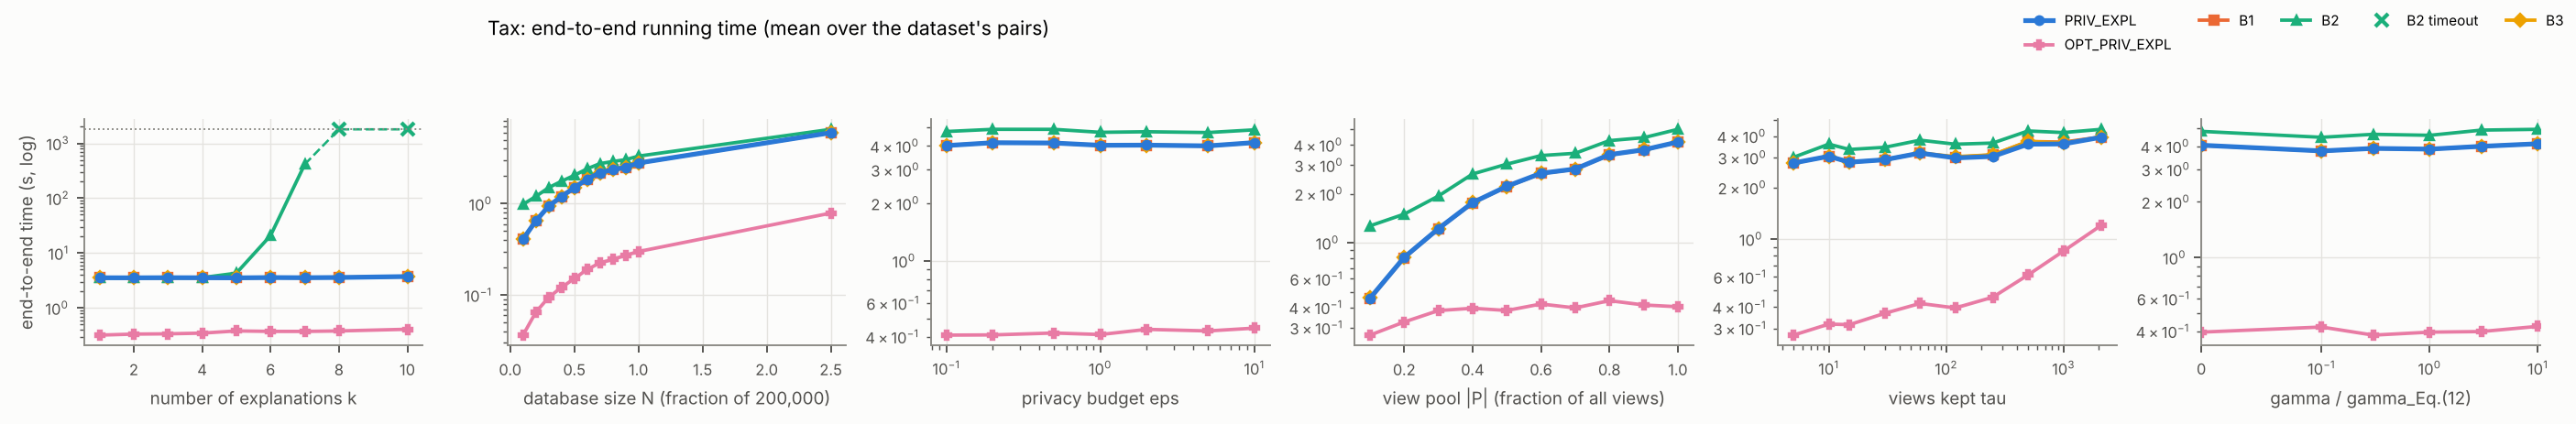 Tax: end-to-end running time (mean over the dataset's pairs)
PRIV_EXPL
B1
B2
B2 timeout
B3
OPT_PRIV_EXPL
end-to-end time (s, log)
10³
10²
10¹
10⁰
2 4 6 8 10
number of explanations k
10⁰
10⁻¹
0.0 0.5 1.0 1.5 2.0 2.5
database size N (fraction of 200,000)
4 × 10⁰
3 × 10⁰
2 × 10⁰
10⁰
6 × 10⁻¹
4 × 10⁻¹
10⁻¹ 10⁰ 10¹
privacy budget eps
4 × 10⁰
3 × 10⁰
2 × 10⁰
10⁰
6 × 10⁻¹
4 × 10⁻¹
3 × 10⁻¹
0.2 0.4 0.6 0.8 1.0
view pool |P| (fraction of all views)
4 × 10⁰
3 × 10⁰
2 × 10⁰
10⁰
6 × 10⁻¹
4 × 10⁻¹
3 × 10⁻¹
10¹ 10² 10³
views kept tau
4 × 10⁰
3 × 10⁰
2 × 10⁰
10⁰
6 × 10⁻¹
4 × 10⁻¹
0 10⁻¹ 10⁰ 10¹
gamma / gamma_Eq.(12)